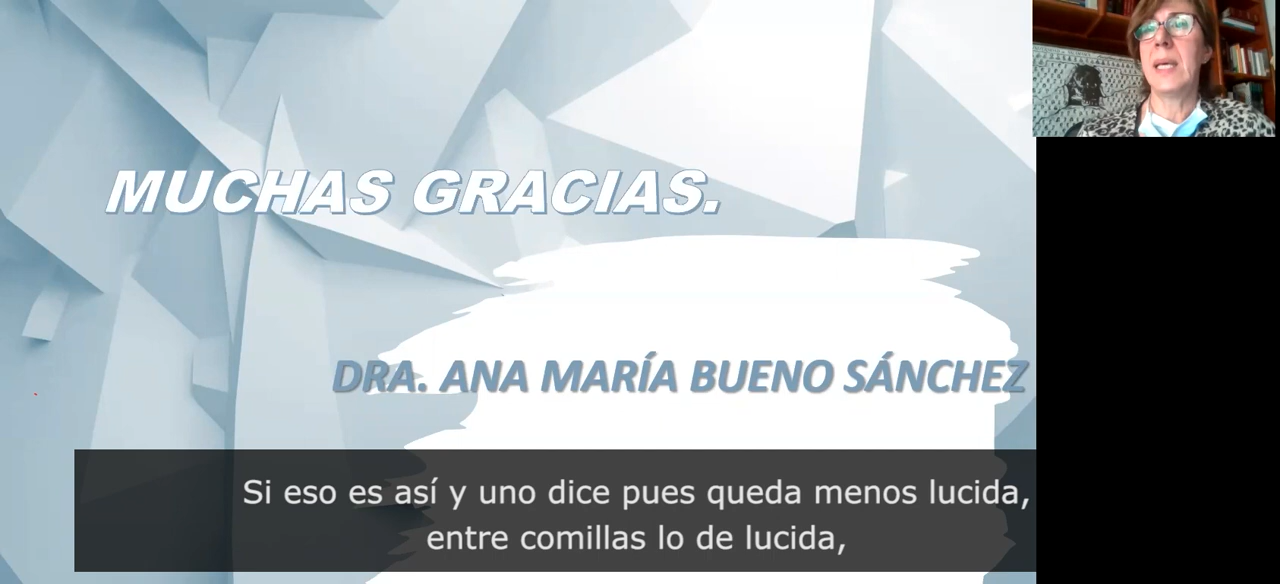 MUCHAS GRACIAS.
DRA. ANA MARÍA BUENO SÁNCHEZ
Si eso es así y uno dice pues queda menos lucida,
entre comillas lo de lucida,